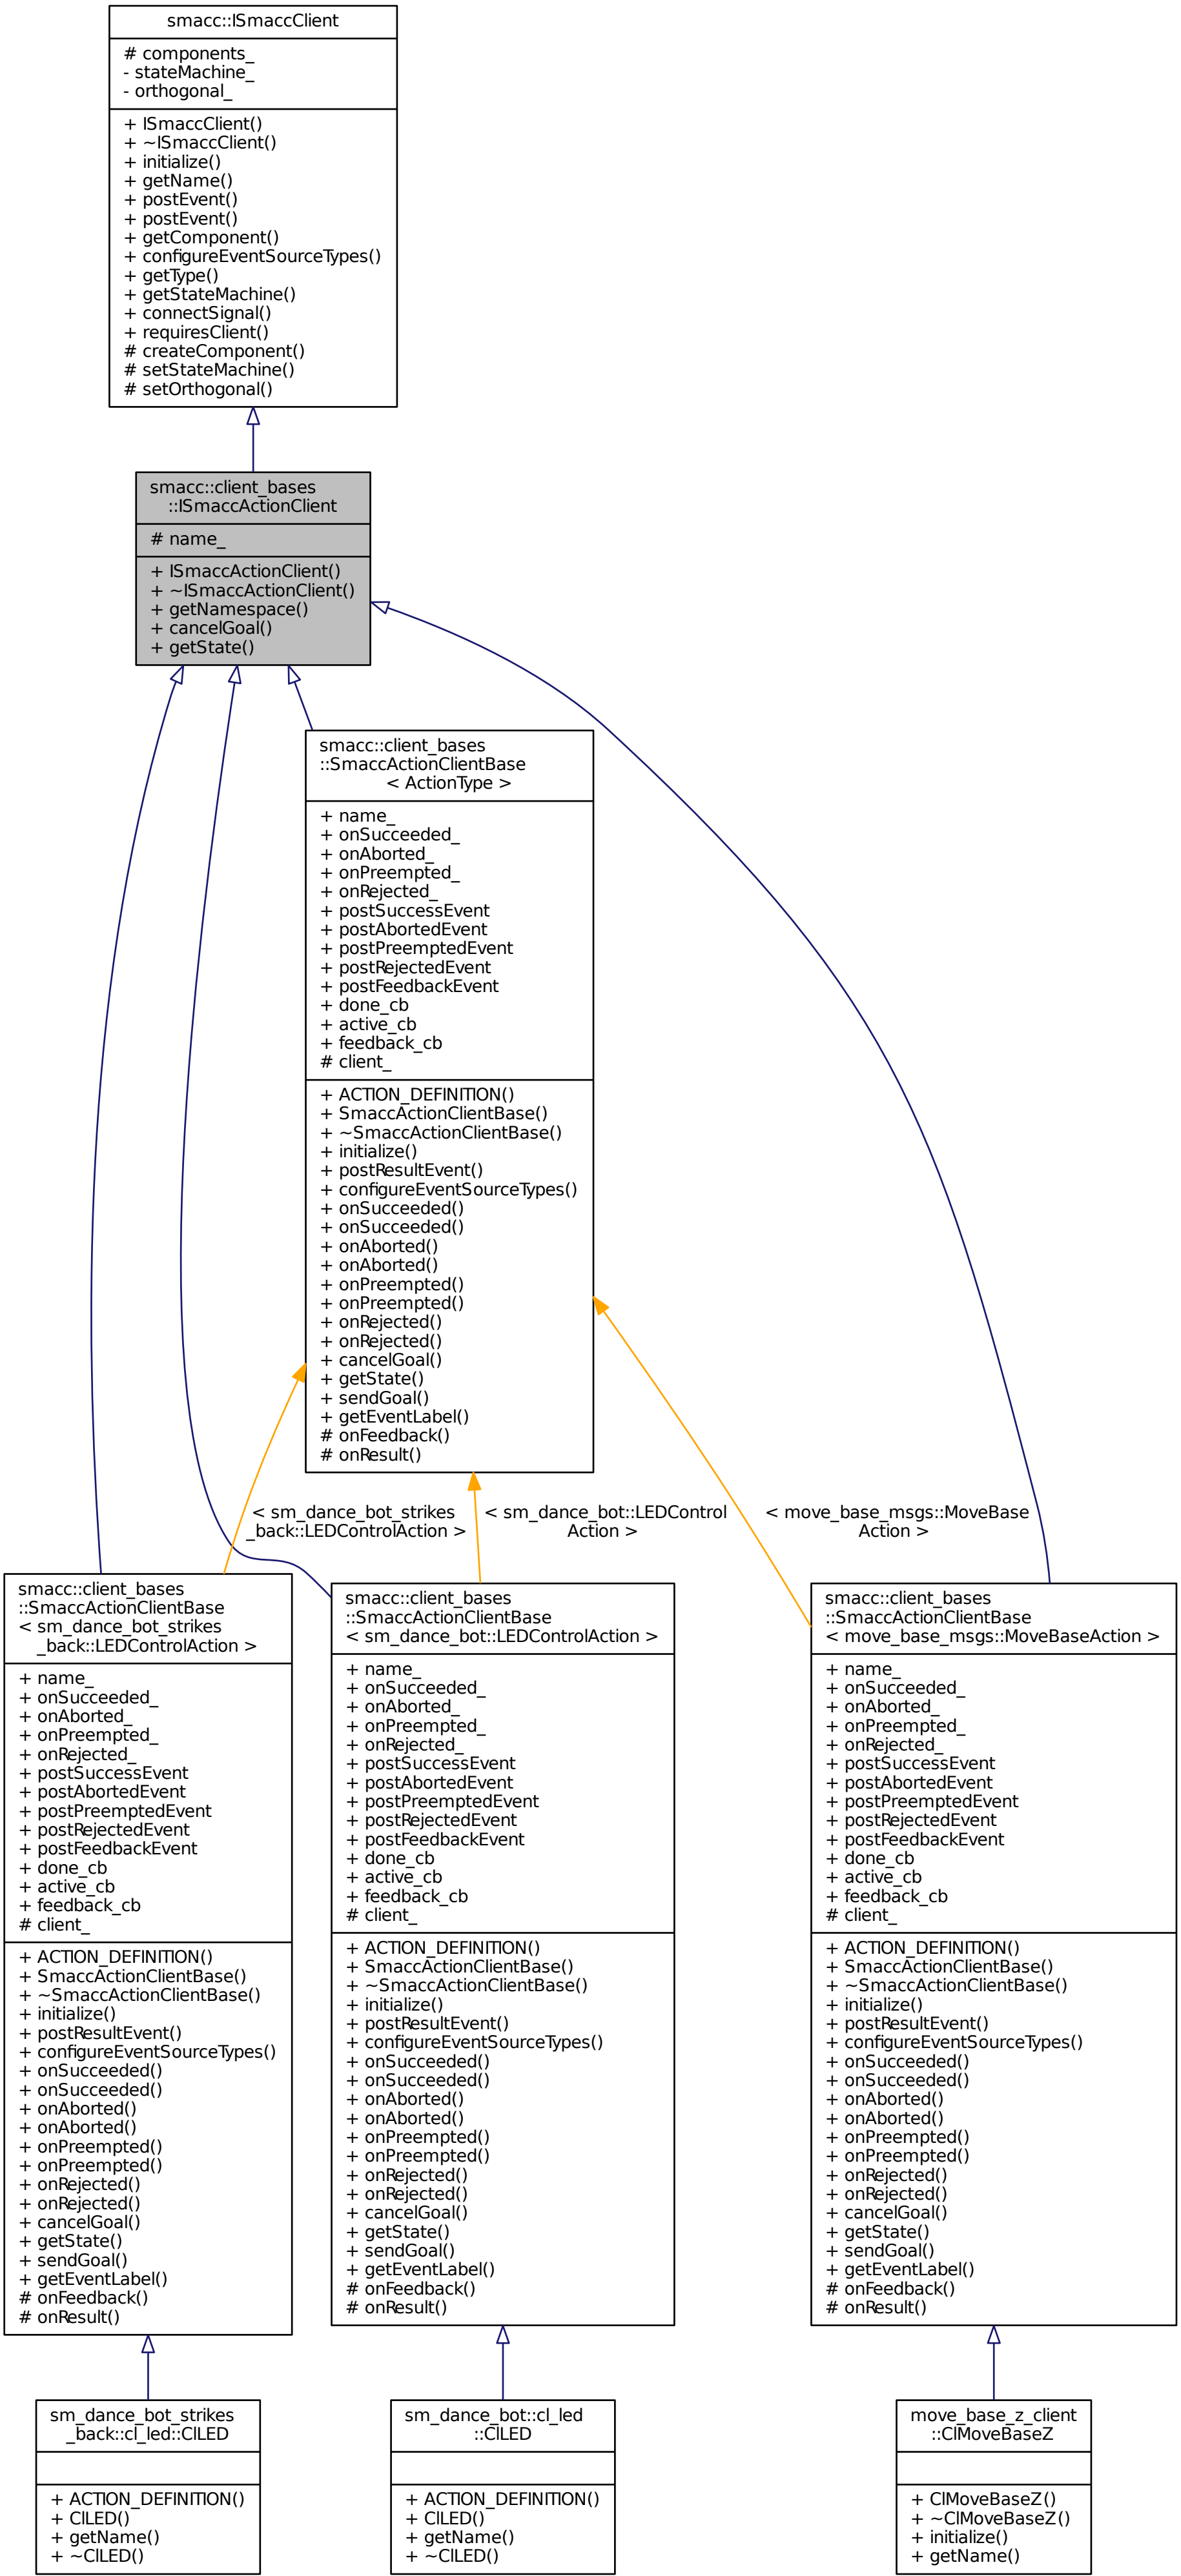 smacc::ISmaccClient
# components_
- stateMachine_
- orthogonal_
+ ISmaccClient()
+ ~ISmaccClient()
+ initialize()
+ getName()
+ postEvent()
+ postEvent()
+ getComponent()
+ configureEventSourceTypes()
+ getType()
+ getStateMachine()
+ connectSignal()
+ requiresClient()
# createComponent()
# setStateMachine()
# setOrthogonal()
smacc::client_bases
::ISmaccActionClient
# name_
+ ISmaccActionClient()
+ ~ISmaccActionClient()
+ getNamespace()
+ cancelGoal()
+ getState()
smacc::client_bases
::SmaccActionClientBase
< ActionType >
+ name_
+ onSucceeded_
+ onAborted_
+ onPreempted_
+ onRejected_
+ postSuccessEvent
+ postAbortedEvent
+ postPreemptedEvent
+ postRejectedEvent
+ postFeedbackEvent
+ done_cb
+ active_cb
+ feedback_cb
# client_
+ ACTION_DEFINITION()
+ SmaccActionClientBase()
+ ~SmaccActionClientBase()
+ initialize()
+ postResultEvent()
+ configureEventSourceTypes()
+ onSucceeded()
+ onSucceeded()
+ onAborted()
+ onAborted()
+ onPreempted()
+ onPreempted()
+ onRejected()
+ onRejected()
+ cancelGoal()
+ getState()
+ sendGoal()
+ getEventLabel()
# onFeedback()
# onResult()
< sm_dance_bot_strikes
_back::LEDControlAction >
< sm_dance_bot::LEDControl
Action >
< move_base_msgs::MoveBase
Action >
smacc::client_bases
::SmaccActionClientBase
< sm_dance_bot_strikes
_back::LEDControlAction >
+ name_
+ onSucceeded_
+ onAborted_
+ onPreempted_
+ onRejected_
+ postSuccessEvent
+ postAbortedEvent
+ postPreemptedEvent
+ postRejectedEvent
+ postFeedbackEvent
+ done_cb
+ active_cb
+ feedback_cb
# client_
+ ACTION_DEFINITION()
+ SmaccActionClientBase()
+ ~SmaccActionClientBase()
+ initialize()
+ postResultEvent()
+ configureEventSourceTypes()
+ onSucceeded()
+ onSucceeded()
+ onAborted()
+ onAborted()
+ onPreempted()
+ onPreempted()
+ onRejected()
+ onRejected()
+ cancelGoal()
+ getState()
+ sendGoal()
+ getEventLabel()
# onFeedback()
# onResult()
smacc::client_bases
::SmaccActionClientBase
< sm_dance_bot::LEDControlAction >
+ name_
+ onSucceeded_
+ onAborted_
+ onPreempted_
+ onRejected_
+ postSuccessEvent
+ postAbortedEvent
+ postPreemptedEvent
+ postRejectedEvent
+ postFeedbackEvent
+ done_cb
+ active_cb
+ feedback_cb
# client_
+ ACTION_DEFINITION()
+ SmaccActionClientBase()
+ ~SmaccActionClientBase()
+ initialize()
+ postResultEvent()
+ configureEventSourceTypes()
+ onSucceeded()
+ onSucceeded()
+ onAborted()
+ onAborted()
+ onPreempted()
+ onPreempted()
+ onRejected()
+ onRejected()
+ cancelGoal()
+ getState()
+ sendGoal()
+ getEventLabel()
# onFeedback()
# onResult()
smacc::client_bases
::SmaccActionClientBase
< move_base_msgs::MoveBaseAction >
+ name_
+ onSucceeded_
+ onAborted_
+ onPreempted_
+ onRejected_
+ postSuccessEvent
+ postAbortedEvent
+ postPreemptedEvent
+ postRejectedEvent
+ postFeedbackEvent
+ done_cb
+ active_cb
+ feedback_cb
# client_
+ ACTION_DEFINITION()
+ SmaccActionClientBase()
+ ~SmaccActionClientBase()
+ initialize()
+ postResultEvent()
+ configureEventSourceTypes()
+ onSucceeded()
+ onSucceeded()
+ onAborted()
+ onAborted()
+ onPreempted()
+ onPreempted()
+ onRejected()
+ onRejected()
+ cancelGoal()
+ getState()
+ sendGoal()
+ getEventLabel()
# onFeedback()
# onResult()
sm_dance_bot_strikes
_back::cl_led::ClLED
+ ACTION_DEFINITION()
+ ClLED()
+ getName()
+ ~ClLED()
sm_dance_bot::cl_led
::ClLED
+ ACTION_DEFINITION()
+ ClLED()
+ getName()
+ ~ClLED()
move_base_z_client
::ClMoveBaseZ
+ ClMoveBaseZ()
+ ~ClMoveBaseZ()
+ initialize()
+ getName()